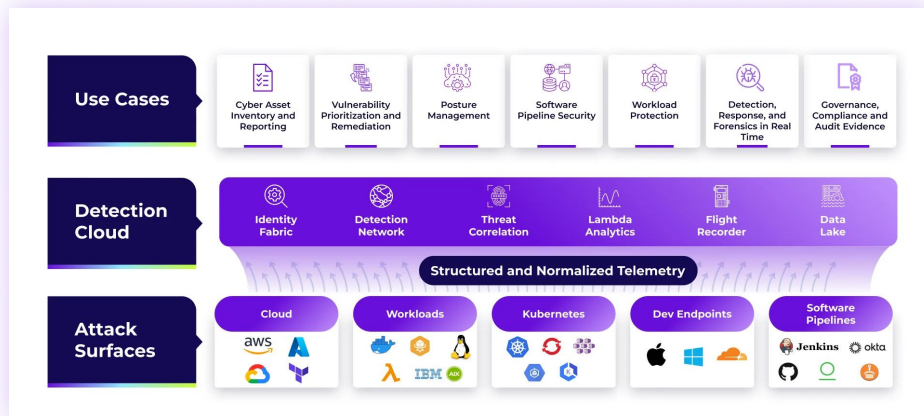 Use Cases
Cyber Asset
Inventory and
Reporting
Vulnerability
Prioritization and
Remediation
Posture
Management
Software
Pipeline Security
Workload
Protection
Detection,
Response, and
Forensics in Real
Time
Governance,
Compliance and
Audit Evidence
Detection
Cloud
Identity
Fabric
Detection
Network
Threat
Correlation
Lambda
Analytics
Flight
Recorder
Data
Lake
Structured and Normalized Telemetry
Attack
Surfaces
Cloud
aws
Workloads
IBM
AIX
Kubernetes
Dev Endpoints
Software
Pipelines
Jenkins
okta